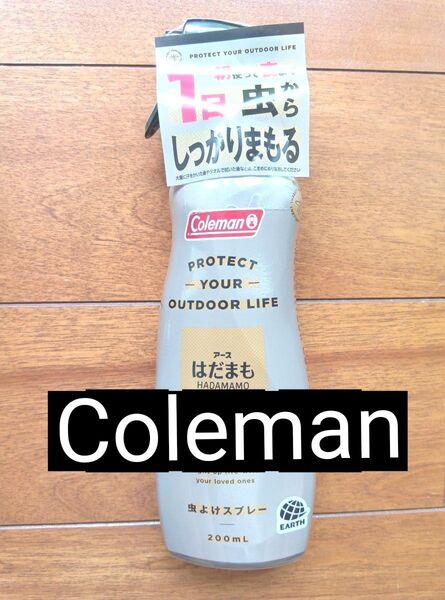 PROTECT YOUR OUTDOOR LIFE
1日
虫から
しっかりまもる
Coleman
PROTECT
YOUR
OUTDOOR LIFE
アース
はだまも
HADAMAMO
Coleman
your loved ones
虫よけスプレー
200mL
EARTH